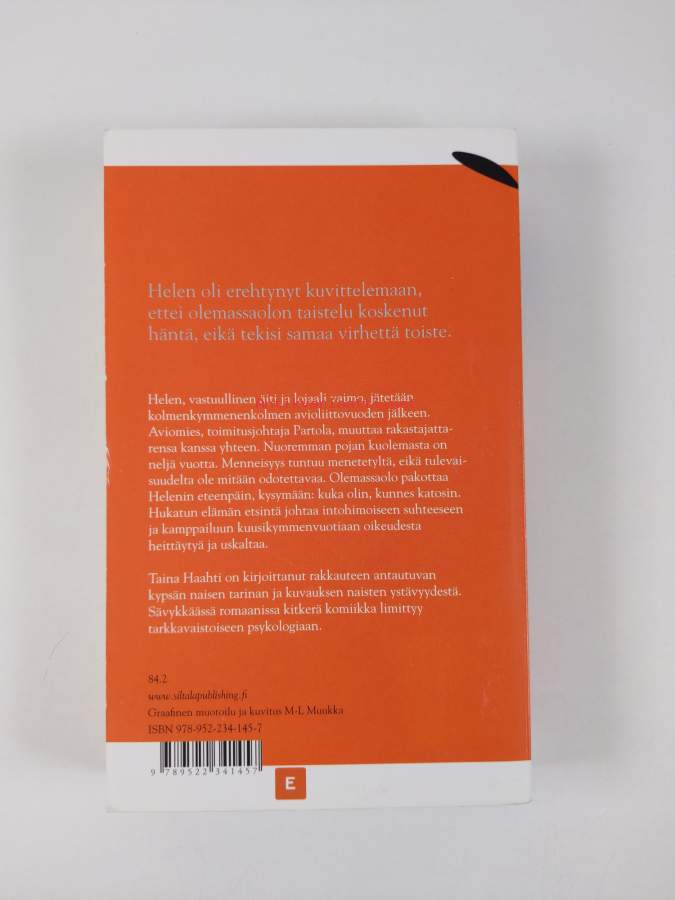 Helen oli erehtynyt kuvittelemaan,
ettei olemassaolon taistelu koskenut
häntä, eikä tekisi samaa virhettä toiste.
Helen, vastuullinen äiti ja lojaali vaimo, jätetään
kolmenkymmenenkolmen avioliittovuoden jälkeen.
Aviomies, toimitusjohtaja Partola, muuttaa rakastajatta-
rensa kanssa yhteen. Nuoremman pojan kuolemasta on
neljä vuotta. Menneisyys tuntuu menetetyltä, eikä tulevai-
suudelta ole mitään odotettavaa. Olemassaolo pakottaa
Helenin eteenpäin, kysymään: kuka olin, kunnes katosin.
Hukatun elämän etsintä johtaa intohimoiseen suhteeseen
ja kamppailuun kuusikymmenvuotiaan oikeudesta
heittäytyä ja uskaltaa.
Taina Haahti on kirjoittanut rakkauteen antautuvan
kypsän naisen tarinan ja kuvauksen naisten ystävyydestä.
Sävykkäässä romaanissa kitkerä komiikka limittyy
tarkkavaistoiseen psykologiaan.
84.2
www.siltalapublishing.fi
Graafinen muotoilu ja kuvitus M-L Muukka
ISBN 978-952-234-145-7
9 789522 341457
E